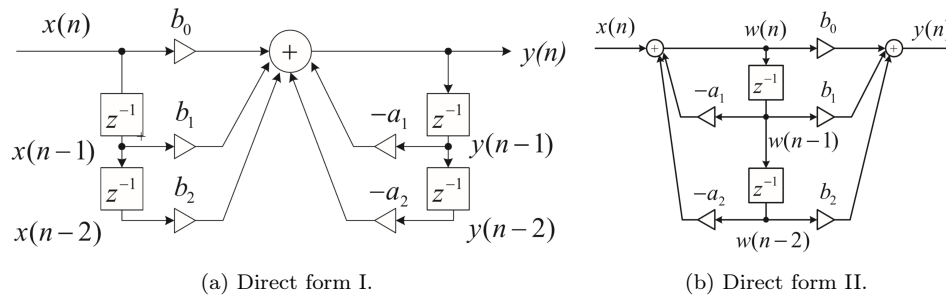 x(n) b₀ + y(n)
z⁻¹ b₁ −a₁ z⁻¹
x(n−1) y(n−1)
z⁻¹ b₂ −a₂ z⁻¹
x(n−2) y(n−2)
(a) Direct form I.
x(n) + w(n) b₀ + y(n)
z⁻¹
−a₁ b₁
w(n−1)
z⁻¹
−a₂ b₂
w(n−2)
(b) Direct form II.